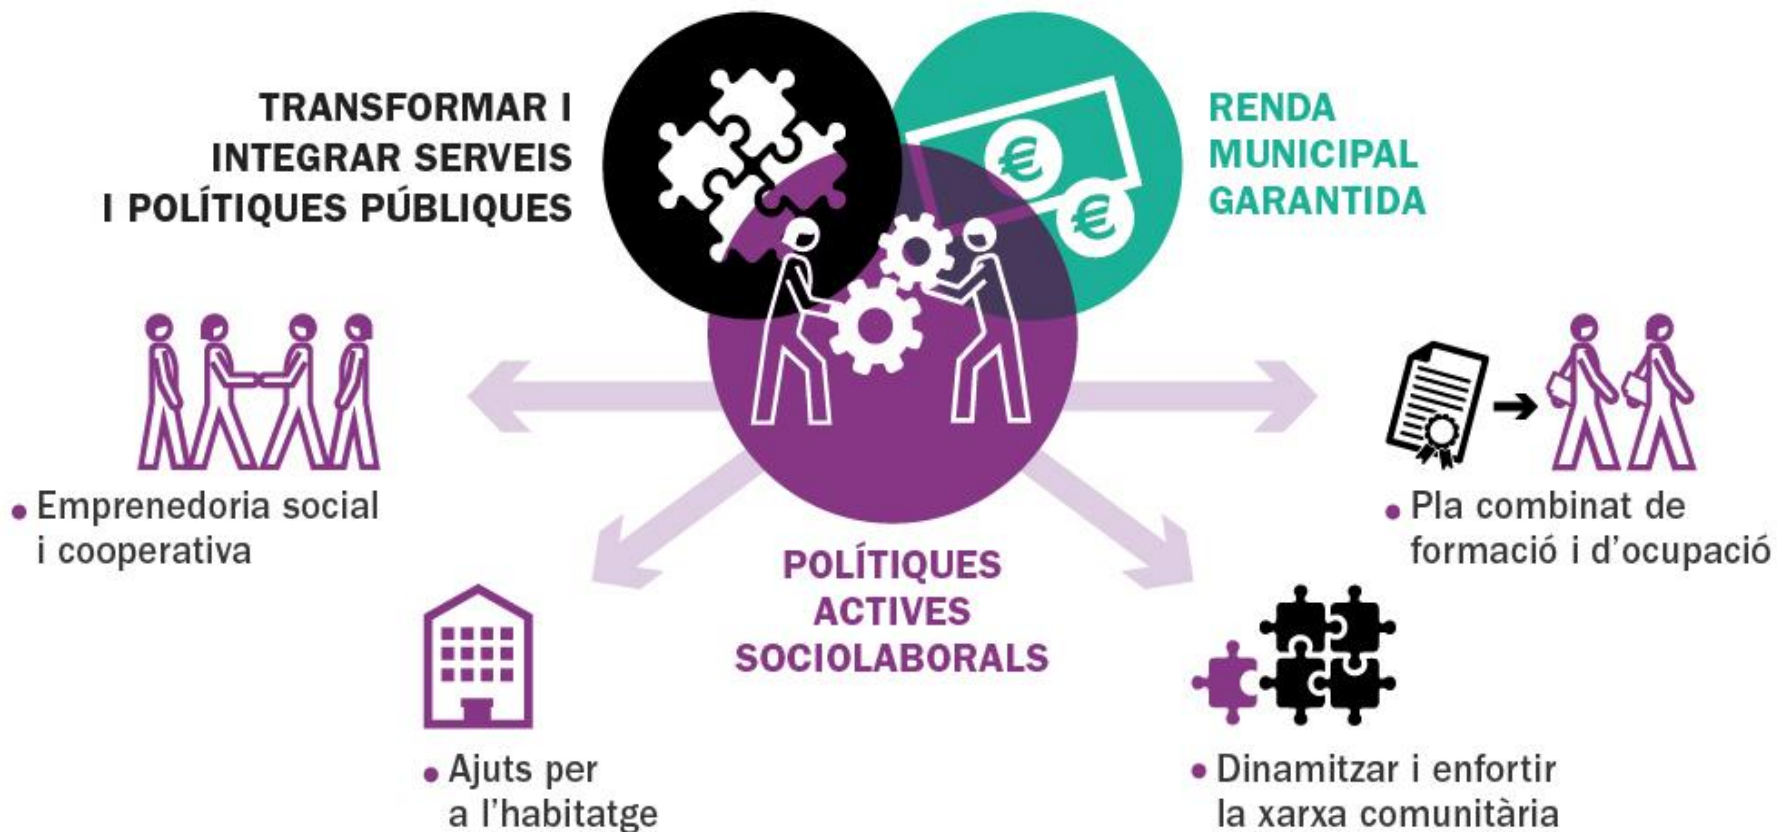 TRANSFORMAR I
INTEGRAR SERVEIS
I POLÍTIQUES PÚBLIQUES
RENDA
MUNICIPAL
GARANTIDA
€
€
• Emprenedoria social
i cooperativa
• Pla combinat de
formació i d'ocupació
POLÍTIQUES
ACTIVES
SOCIOLABORALS
• Ajuts per
a l'habitatge
• Dinamitzar i enfortir
la xarxa comunitària